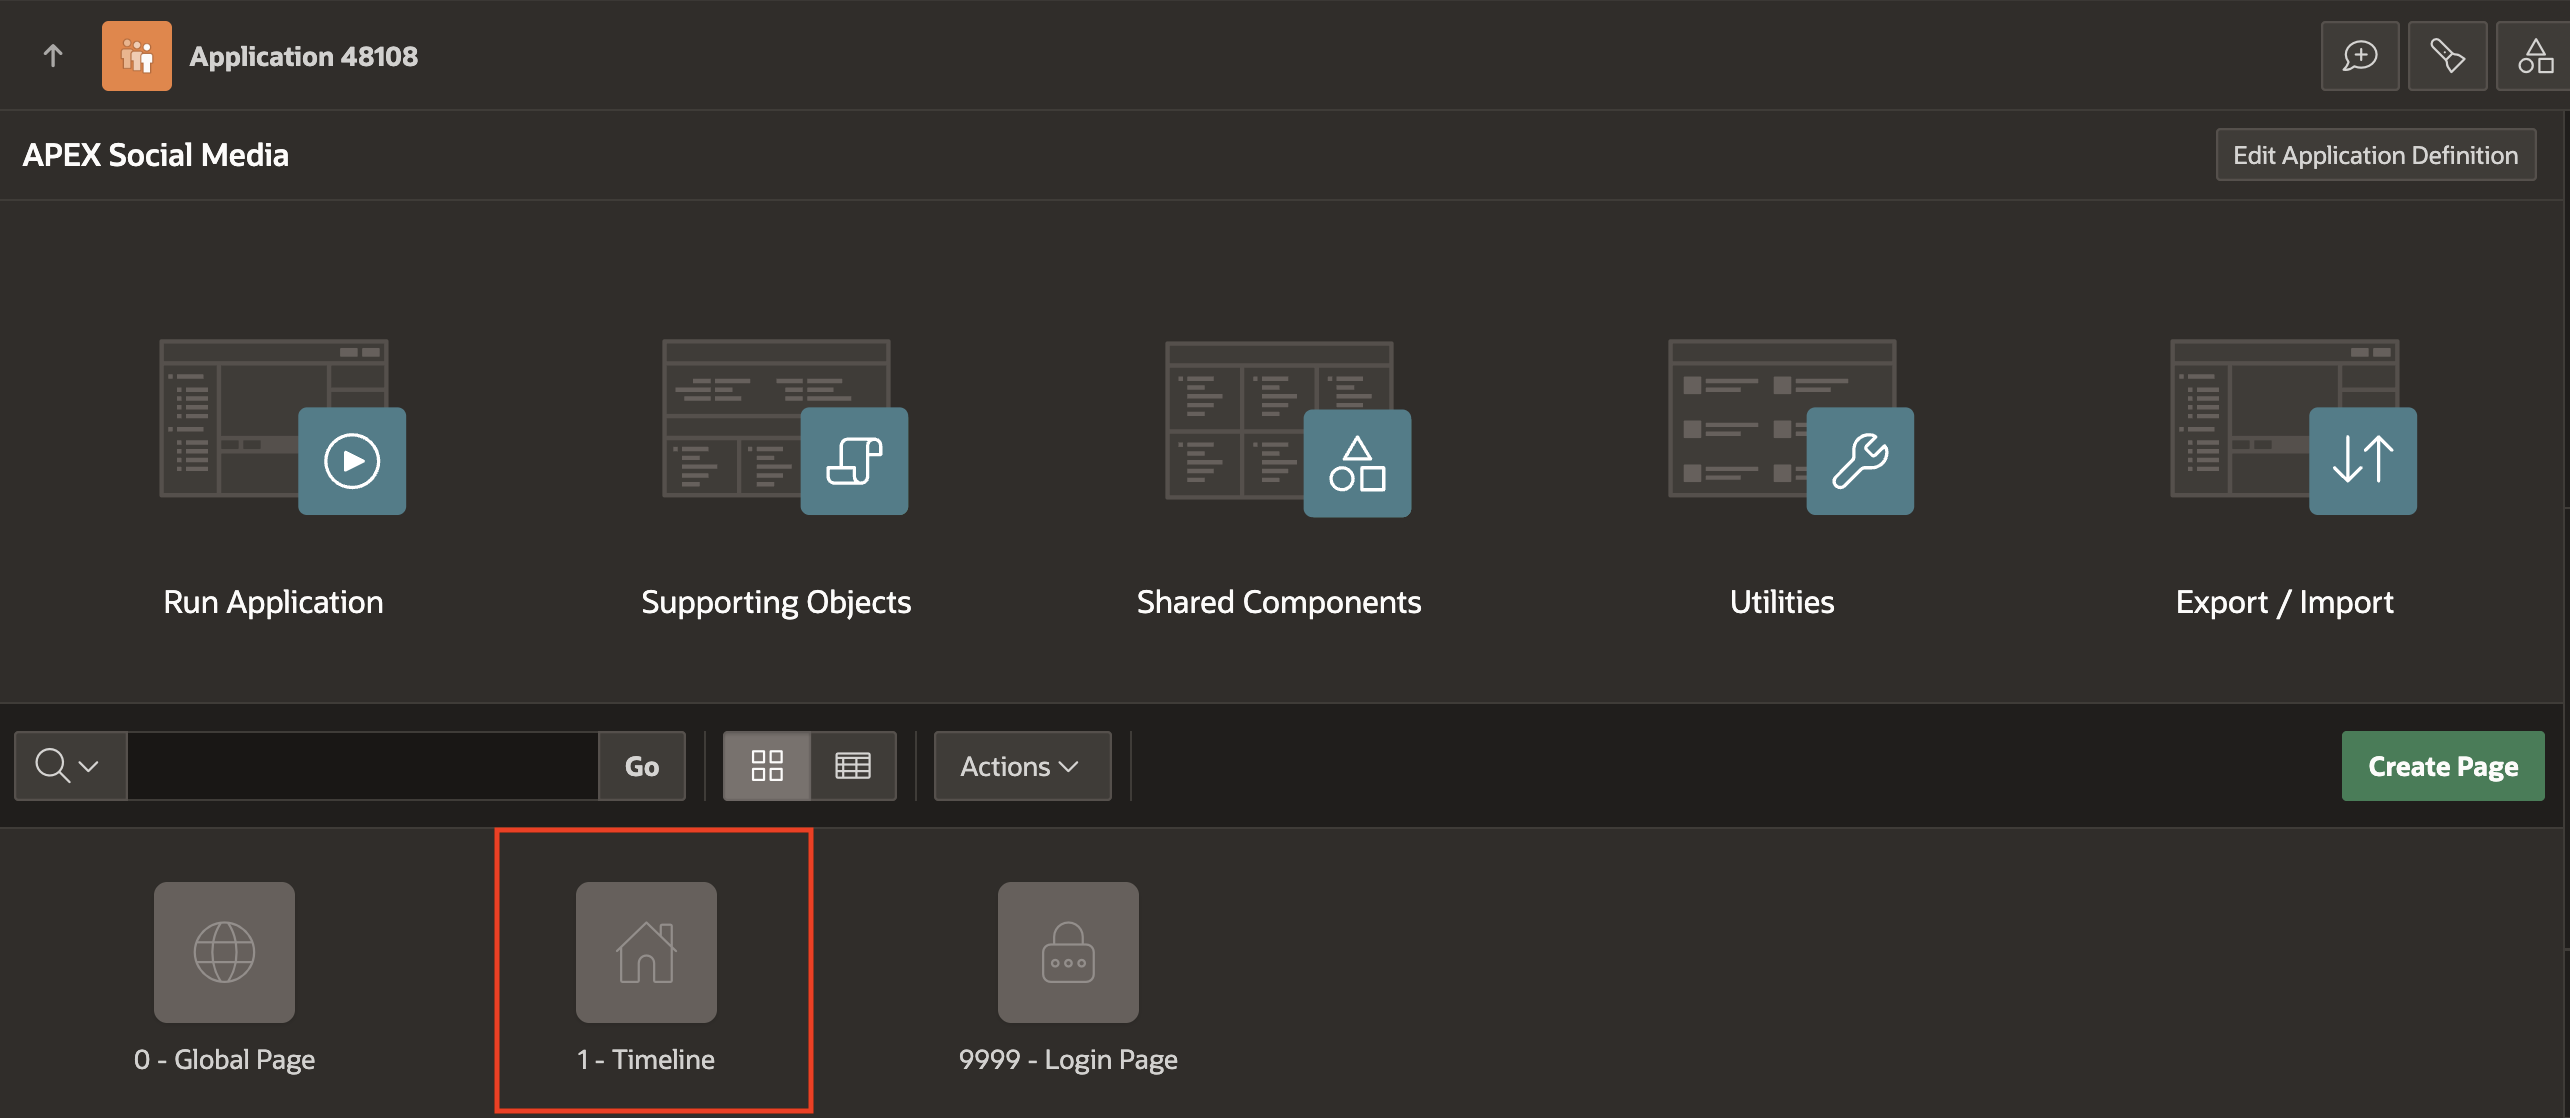 Application 48108
APEX Social Media
Edit Application Definition
Run Application
Supporting Objects
Shared Components
Utilities
Export / Import
Go
Actions
Create Page
0 - Global Page
1 - Timeline
9999 - Login Page